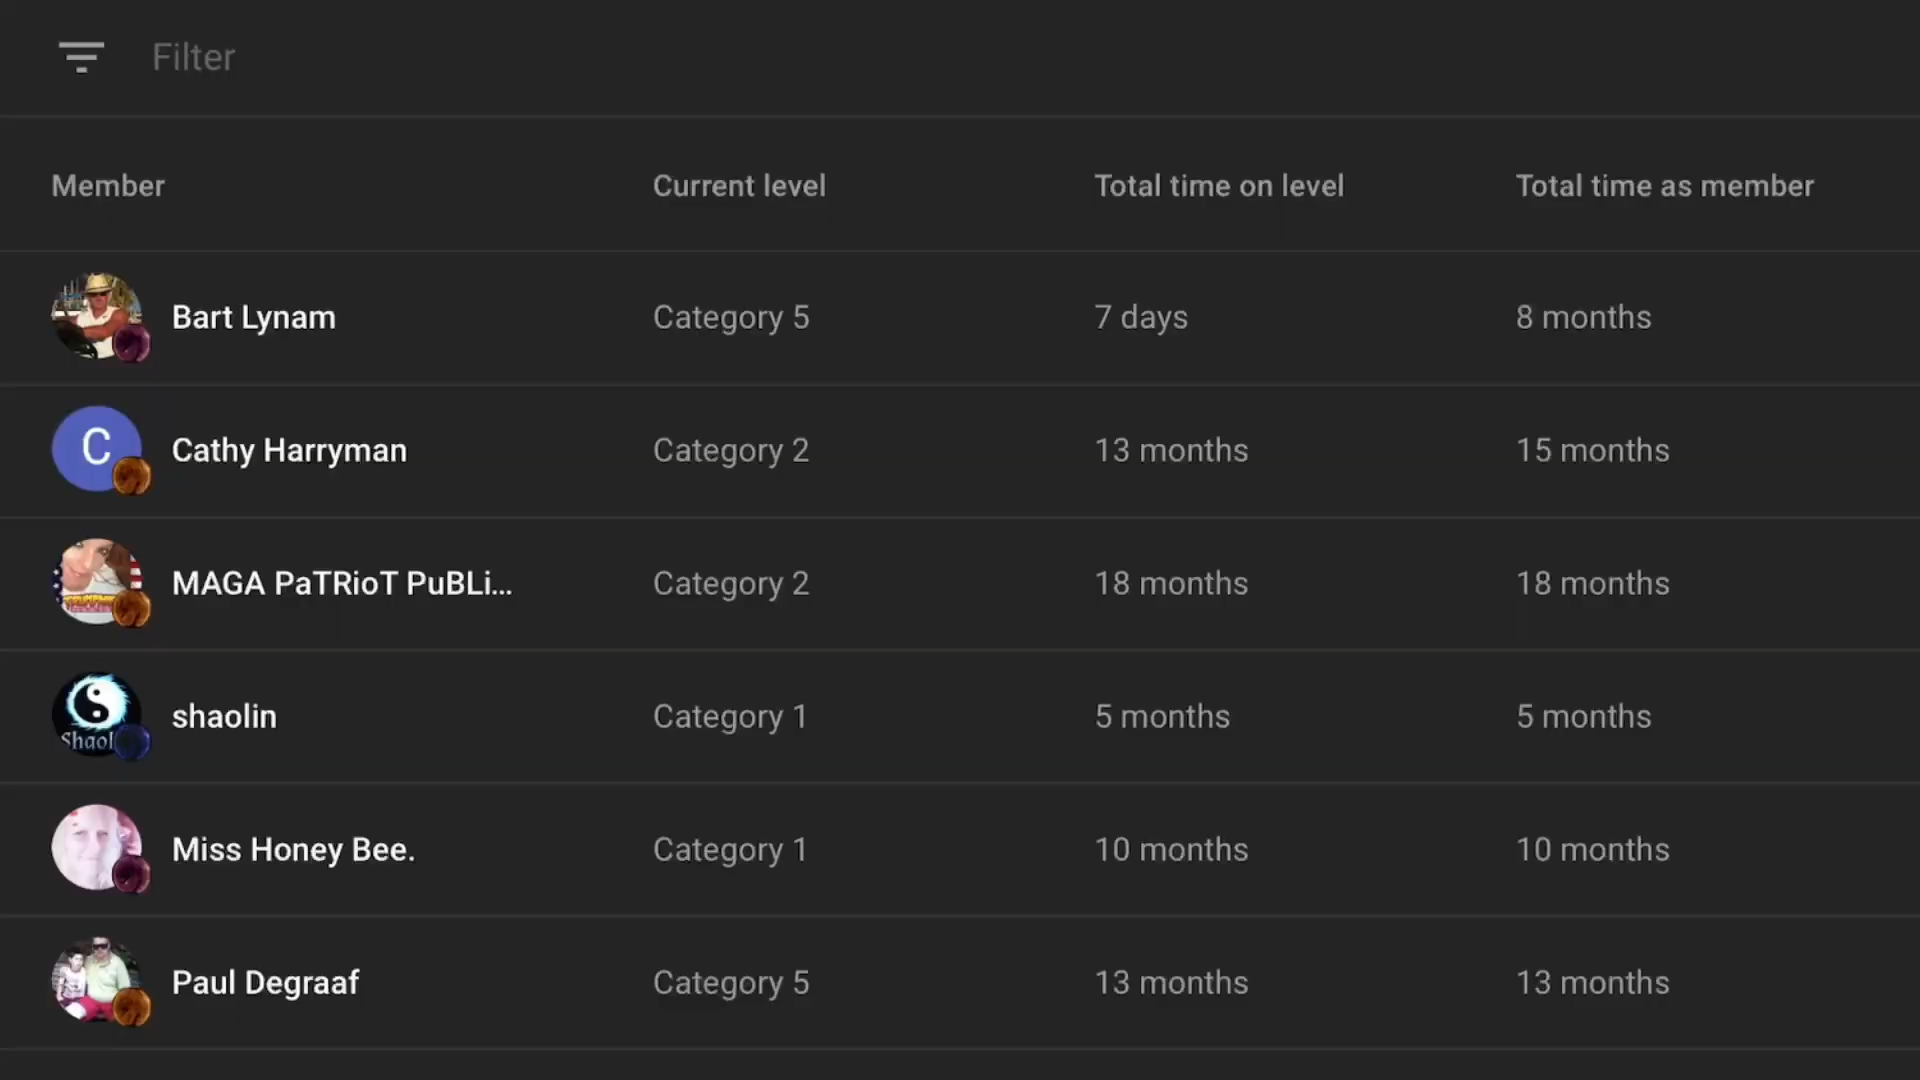 Filter
Member Current level Total time on level Total time as member
Bart Lynam Category 5 7 days 8 months
C
Cathy Harryman Category 2 13 months 15 months
MAGA PaTRioT PuBLi... Category 2 18 months 18 months
shaolin Category 1 5 months 5 months
Shaol
Miss Honey Bee. Category 1 10 months 10 months
Paul Degraaf Category 5 13 months 13 months